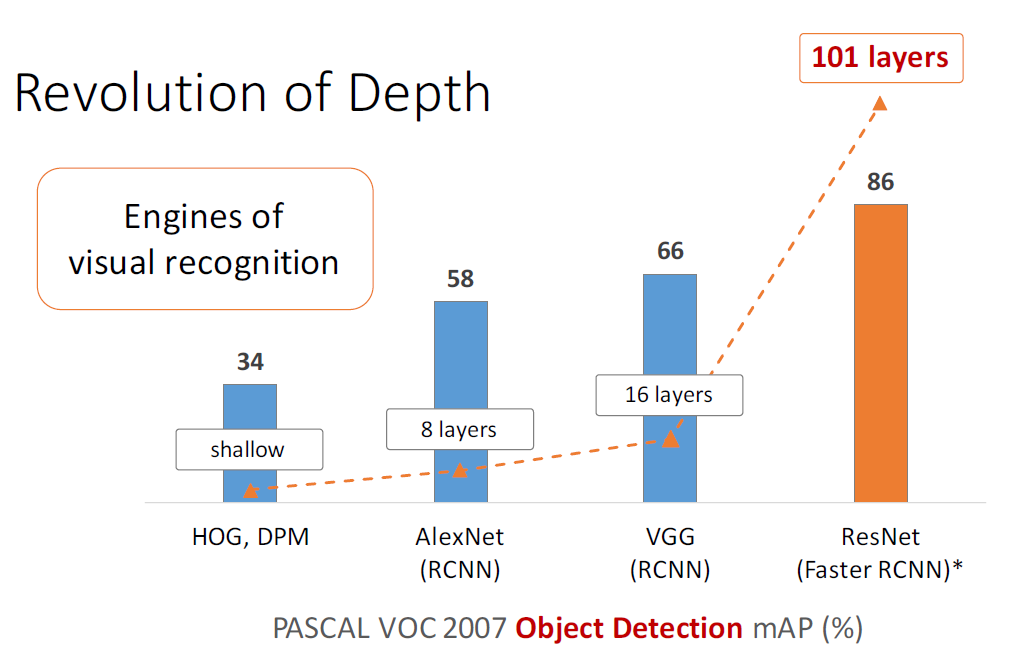 Revolution of Depth
101 layers
Engines of
visual recognition
86
66
58
34
16 layers
8 layers
shallow
HOG, DPM
AlexNet
(RCNN)
VGG
(RCNN)
ResNet
(Faster RCNN)*
PASCAL VOC 2007 Object Detection mAP (%)